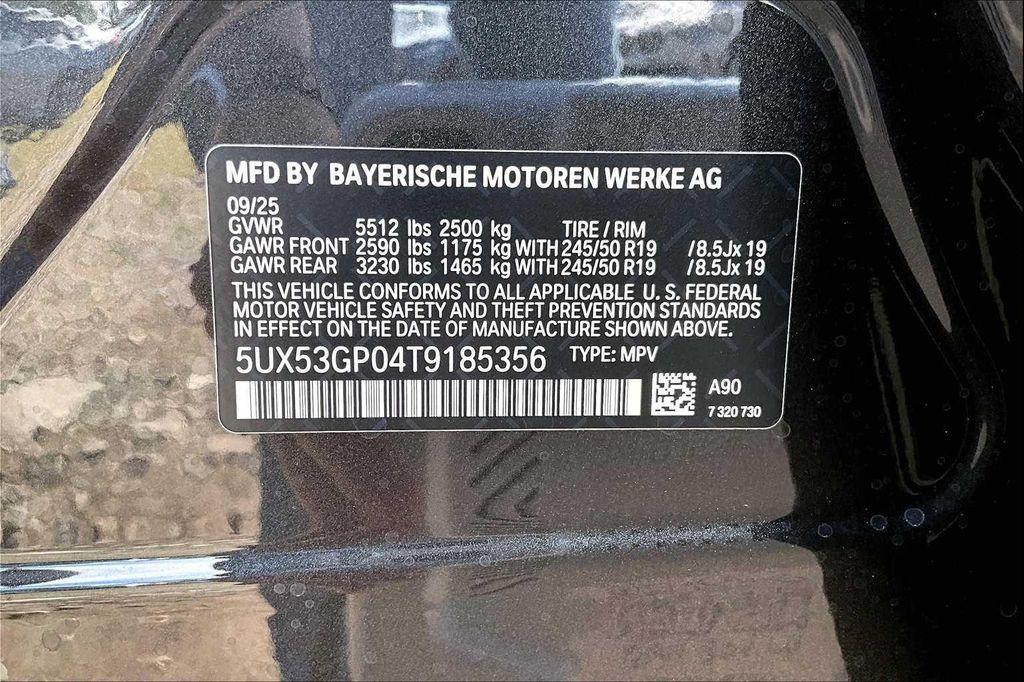 MFD BY BAYERISCHE MOTOREN WERKE AG
09/25
GVWR 5512 lbs 2500 kg TIRE / RIM
GAWR FRONT 2590 lbs 1175 kg WITH 245/50 R19 /8.5Jx 19
GAWR REAR 3230 lbs 1465 kg WITH 245/50 R19 /8.5Jx 19
THIS VEHICLE CONFORMS TO ALL APPLICABLE U. S. FEDERAL
MOTOR VEHICLE SAFETY AND THEFT PREVENTION STANDARDS
IN EFFECT ON THE DATE OF MANUFACTURE SHOWN ABOVE.
5UX53GP04T9185356 TYPE: MPV
A90
7 320 730